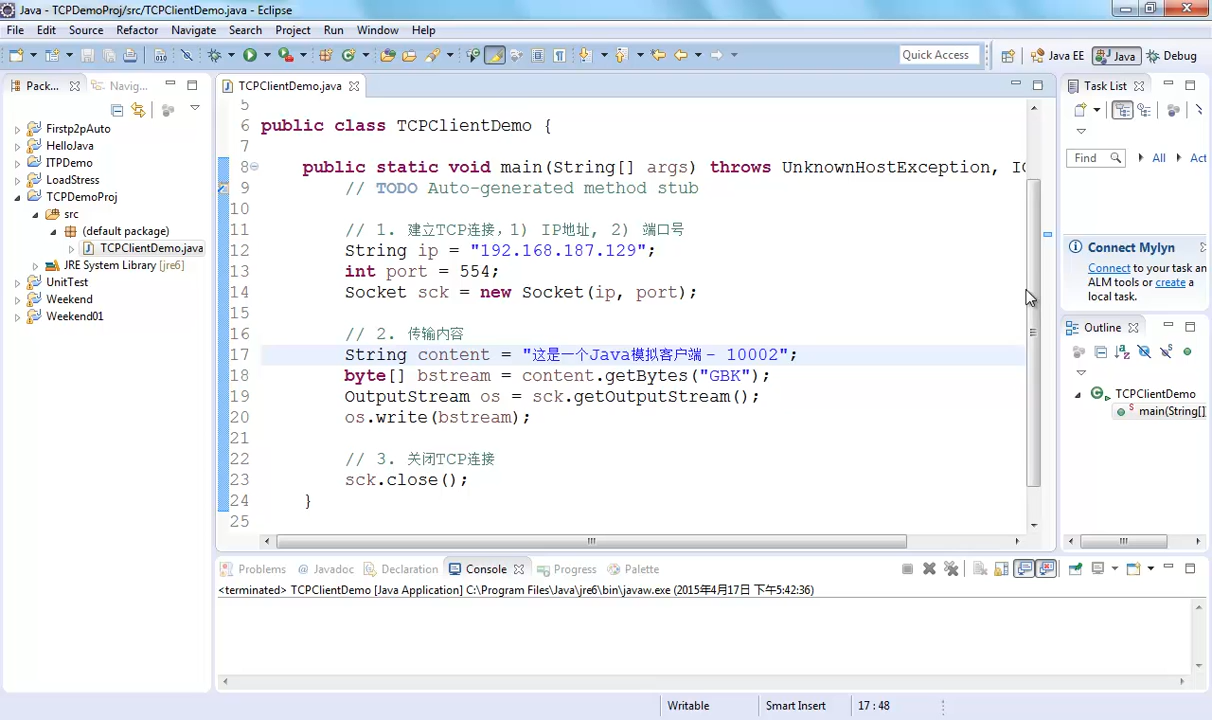 Java - TCPDemoProj/src/TCPClientDemo.java - Eclipse
File Edit Source Refactor Navigate Search Project Run Window Help
Quick Access Java EE Java Debug
Pack... Navig...
TCPClientDemo.java
Task List
Firstp2pAuto
HelloJava
ITPDemo
LoadStress
TCPDemoProj
src
(default package)
TCPClientDemo.java
JRE System Library [jre6]
UnitTest
Weekend
Weekend01
5
6 public class TCPClientDemo {
7
8 public static void main(String[] args) throws UnknownHostException, IO
9 // TODO Auto-generated method stub
10
11 // 1. 建立TCP连接，1) IP地址, 2) 端口号
12 String ip = "192.168.187.129";
13 int port = 554;
14 Socket sck = new Socket(ip, port);
15
16 // 2. 传输内容
17 String content = "这是一个Java模拟客户端 - 10002";
18 byte[] bstream = content.getBytes("GBK");
19 OutputStream os = sck.getOutputStream();
20 os.write(bstream);
21
22 // 3. 关闭TCP连接
23 sck.close();
24 }
25
Find All Act
Connect Mylyn
Connect to your task an
ALM tools or create a
local task.
Outline
TCPClientDemo
main(String[]
Problems Javadoc Declaration Console Progress Palette
<terminated> TCPClientDemo [Java Application] C:\Program Files\Java\jre6\bin\javaw.exe (2015年4月17日 下午5:42:36)
Writable Smart Insert 17 : 48